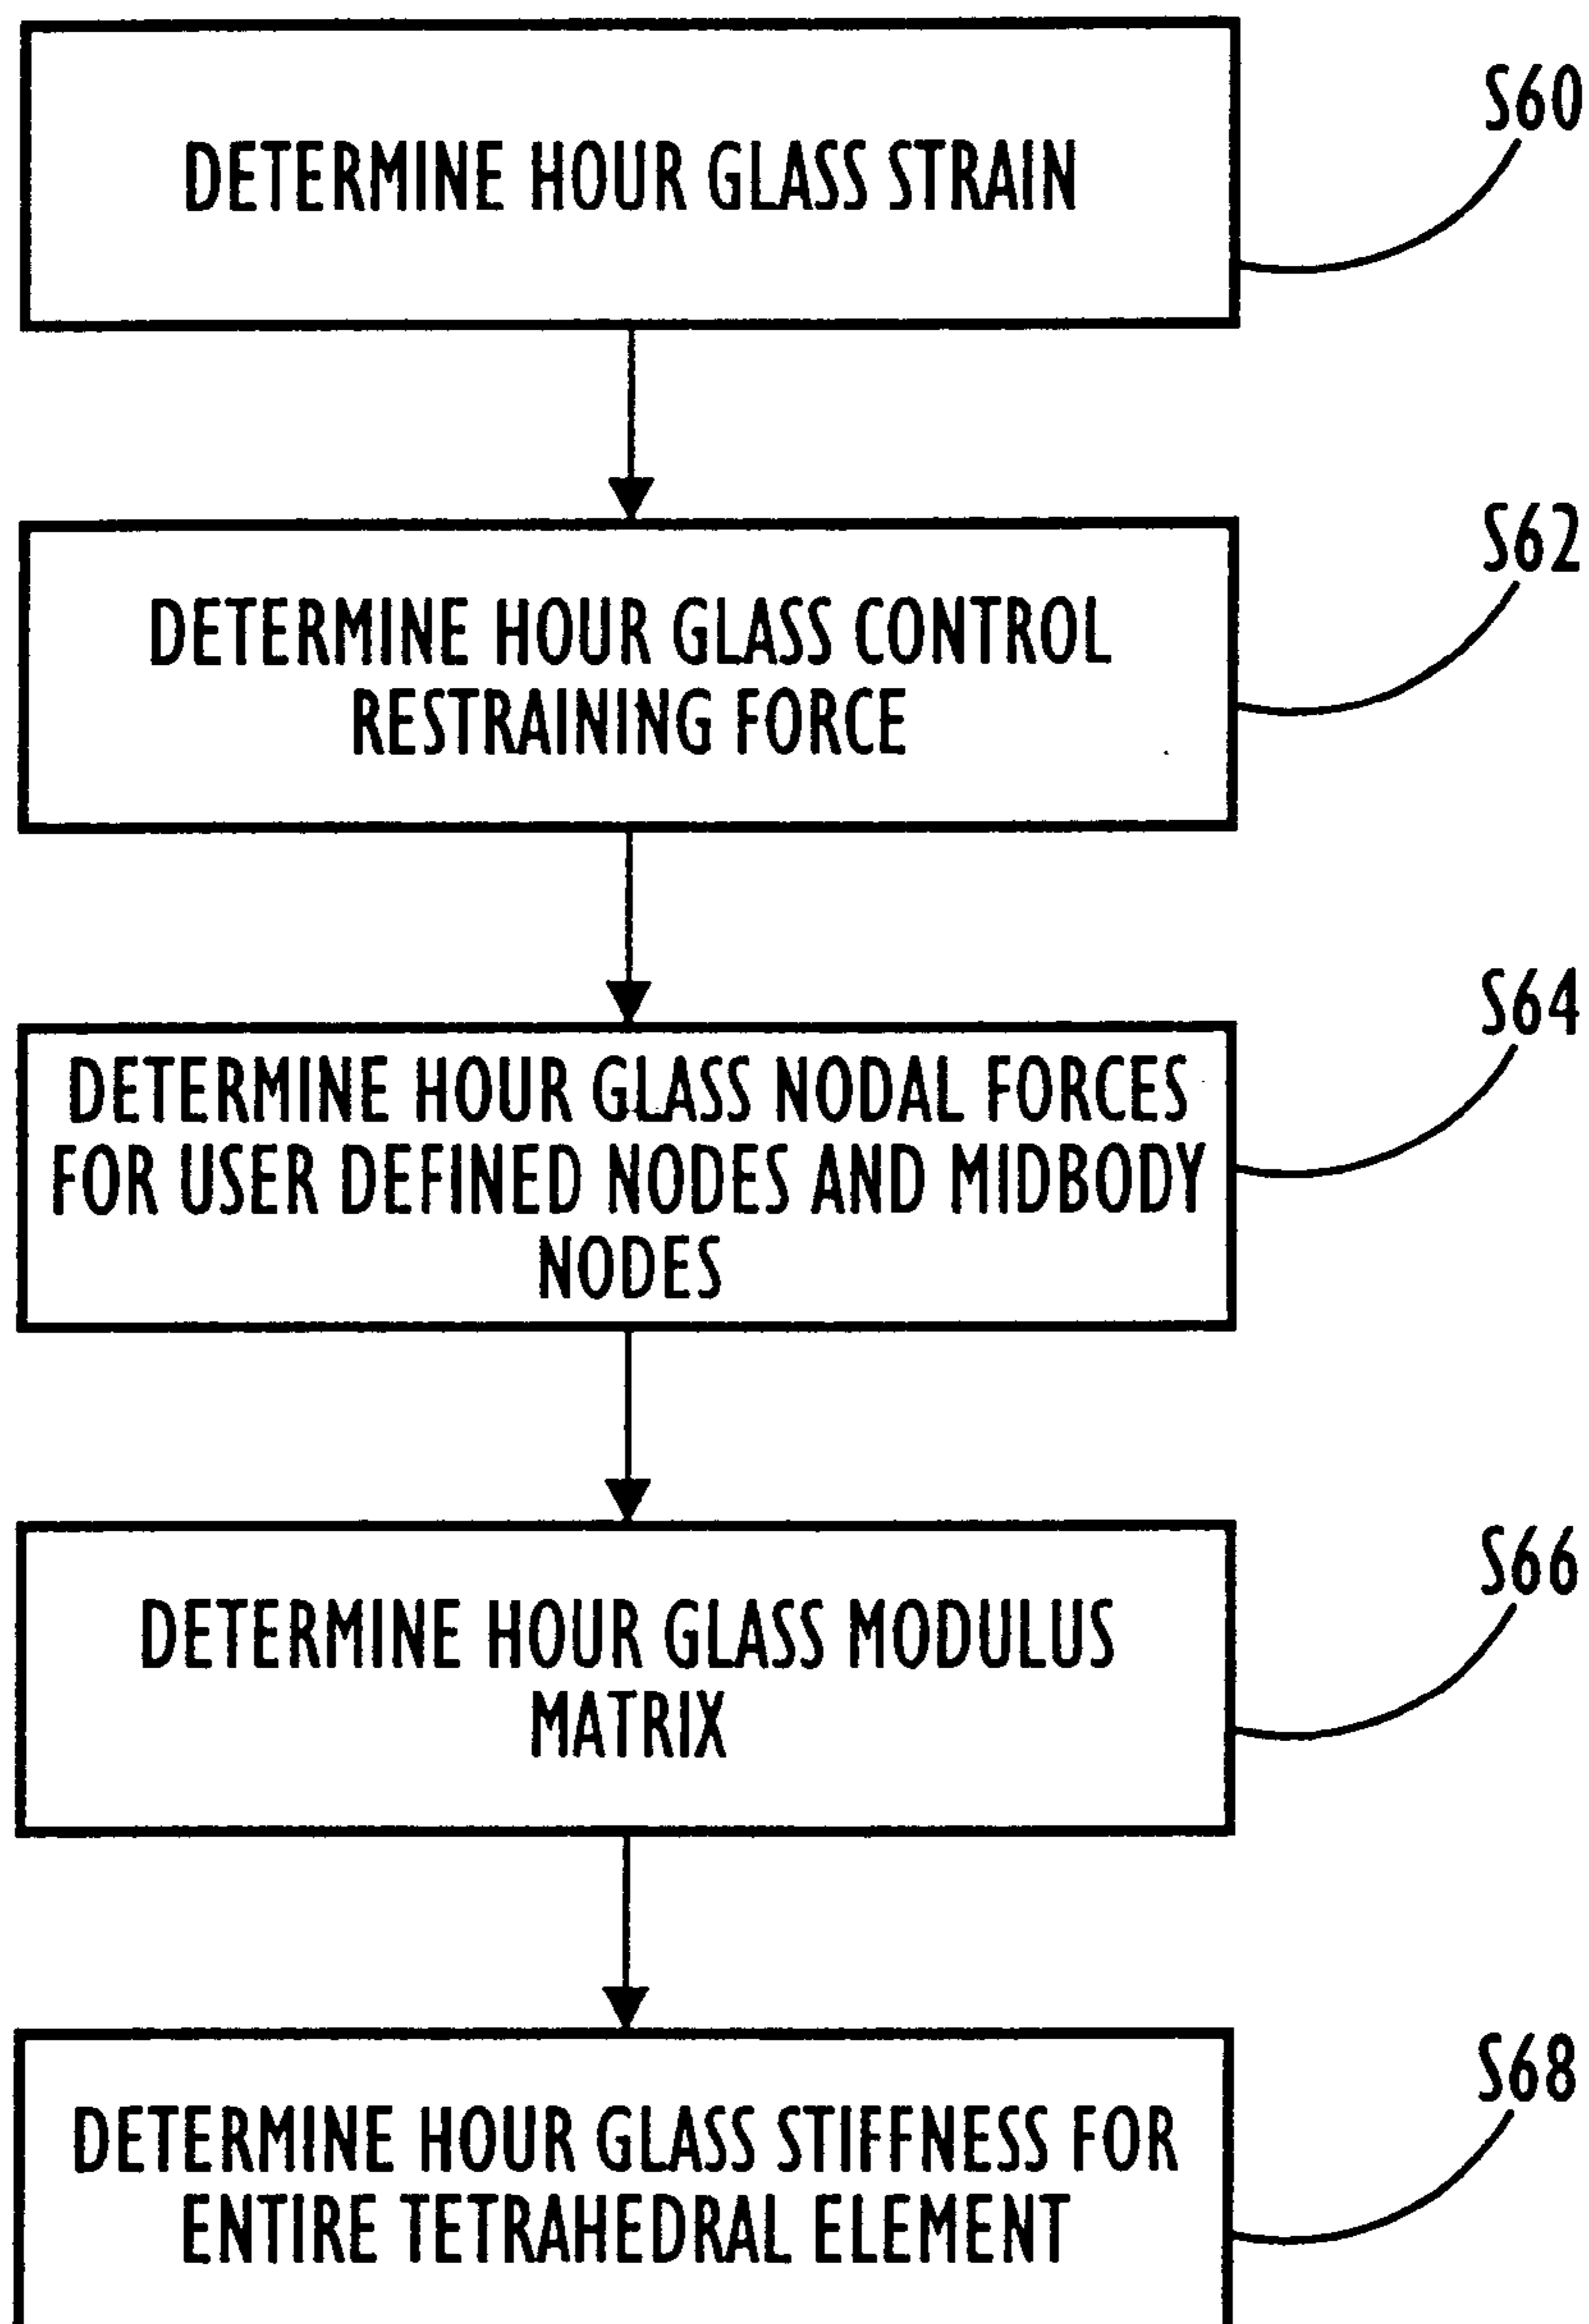 DETERMINE HOUR GLASS STRAIN
S60
DETERMINE HOUR GLASS CONTROL
RESTRAINING FORCE
S62
DETERMINE HOUR GLASS NODAL FORCES
FOR USER DEFINED NODES AND MIDBODY
NODES
S64
DETERMINE HOUR GLASS MODULUS
MATRIX
S66
DETERMINE HOUR GLASS STIFFNESS FOR
ENTIRE TETRAHEDRAL ELEMENT
S68